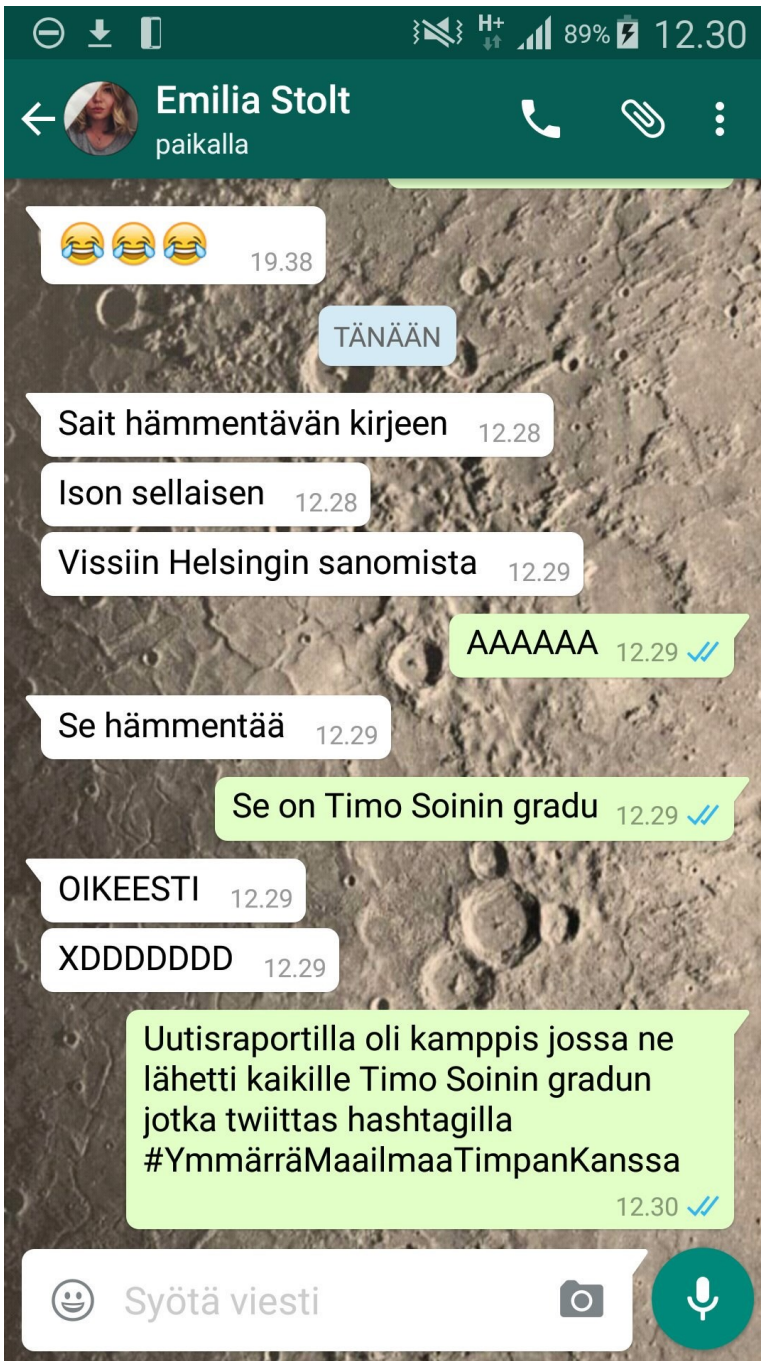 H+ 89% 12.30
Emilia Stolt
paikalla
😂😂😂 19.38
TÄNÄÄN
Sait hämmentävän kirjeen 12.28
Ison sellaisen 12.28
Vissiin Helsingin sanomista 12.29
AAAAAA 12.29
Se hämmentää 12.29
Se on Timo Soinin gradu 12.29
OIKEESTI 12.29
XDDDDDDD 12.29
Uutisraportilla oli kamppis jossa ne
lähetti kaikille Timo Soinin gradun
jotka twiittas hashtagilla
#YmmärräMaailmaaTimpanKanssa
12.30
Syötä viesti